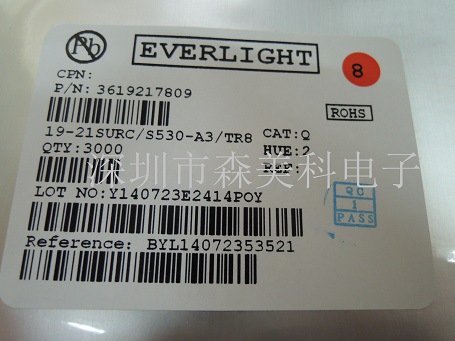 Pb
EVERLIGHT
8
CPN:
P/N: 3619217809
ROHS
19-21SURC/S530-A3/TR8 CAT:Q
QTY:3000 HUE:2
REF:
深圳市森美科电子
LOT NO:Y140723E2414POY
QC
1
PASS
Reference: BYL14072353521